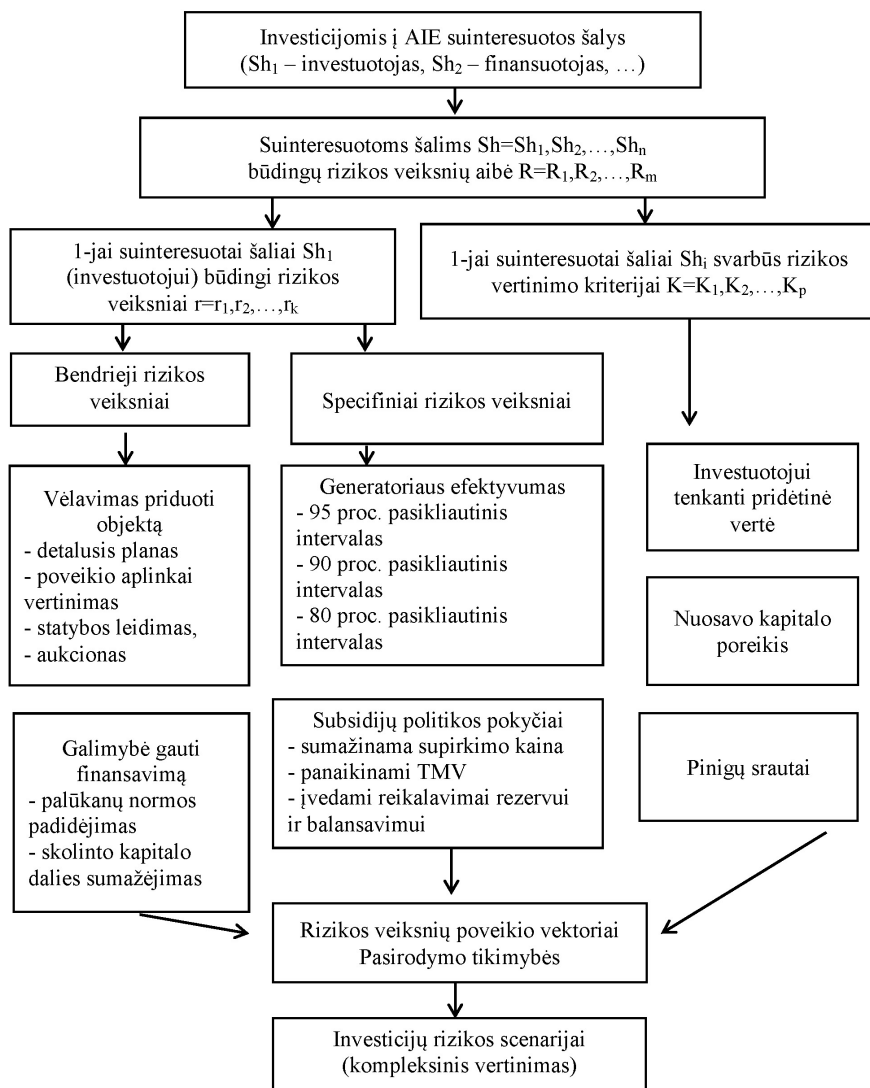 Investicijomis į AIE suinteresuotos šalys
(Sh₁ – investuotojas, Sh₂ – finansuotojas, …)
Suinteresuotoms šalims Sh=Sh₁,Sh₂,…,Shₙ
būdingų rizikos veiksnių aibė R=R₁,R₂,…,Rₘ
1-jai suinteresuotai šaliai Sh₁
(investuotojui) būdingi rizikos
veiksniai r=r₁,r₂,…,rₖ
1-jai suinteresuotai šaliai Shᵢ svarbūs rizikos
vertinimo kriterijai K=K₁,K₂,…,Kₚ
Bendrieji rizikos
veiksniai
Specifiniai rizikos veiksniai
Vėlavimas priduoti
objektą
- detalusis planas
- poveikio aplinkai
vertinimas
- statybos leidimas,
- aukcionas
Generatoriaus efektyvumas
- 95 proc. pasikliautinis
intervalas
- 90 proc. pasikliautinis
intervalas
- 80 proc. pasikliautinis
intervalas
Investuotojui
tenkanti pridėtinė
vertė
Nuosavo kapitalo
poreikis
Galimybė gauti
finansavimą
- palūkanų normos
padidėjimas
- skolinto kapitalo
dalies sumažėjimas
Subsidijų politikos pokyčiai
- sumažinama supirkimo kaina
- panaikinami TMV
- įvedami reikalavimai rezervui
ir balansavimui
Pinigų srautai
Rizikos veiksnių poveikio vektoriai
Pasirodymo tikimybės
Investicijų rizikos scenarijai
(kompleksinis vertinimas)